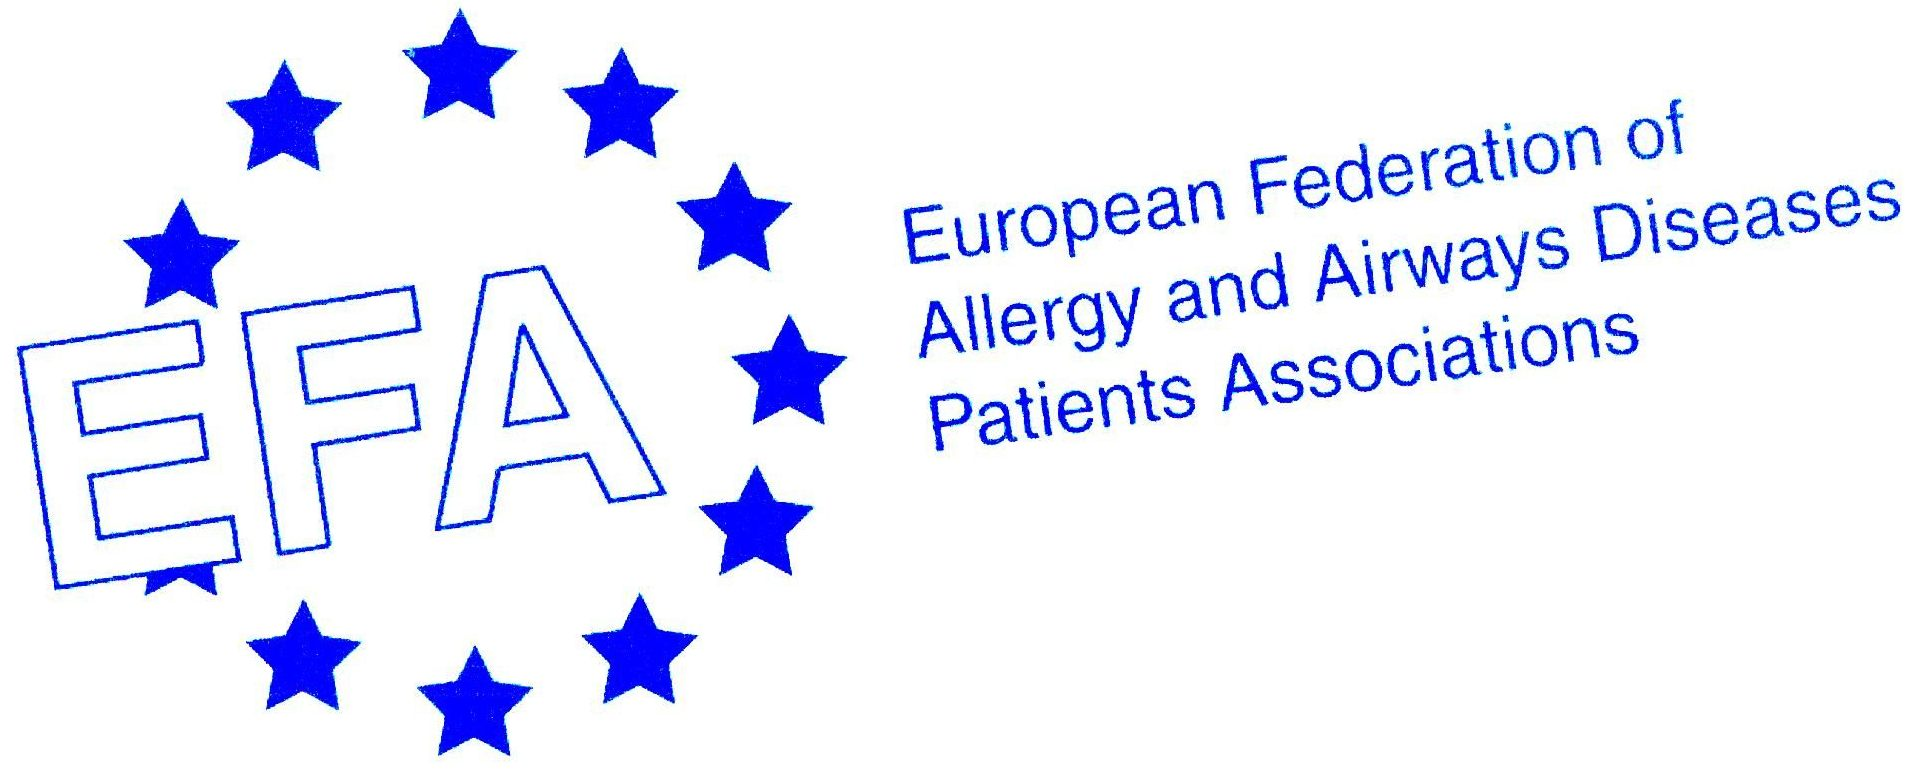 EFA
European Federation of
Allergy and Airways Diseases
Patients Associations